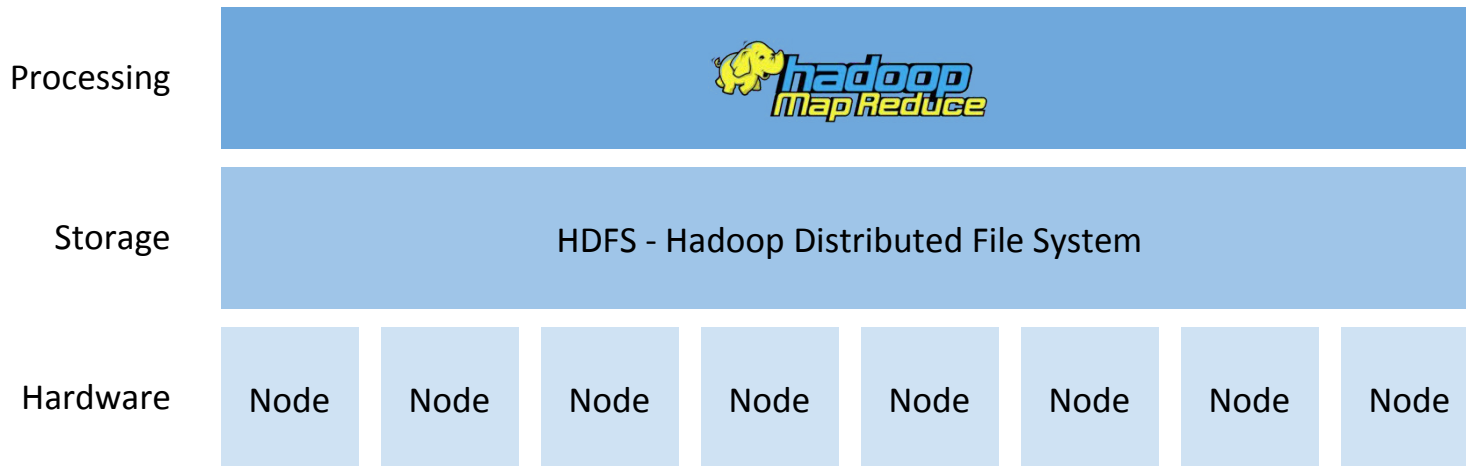 Processing
hadoop
Map Reduce
Storage
HDFS - Hadoop Distributed File System
Hardware
Node Node Node Node Node Node Node Node